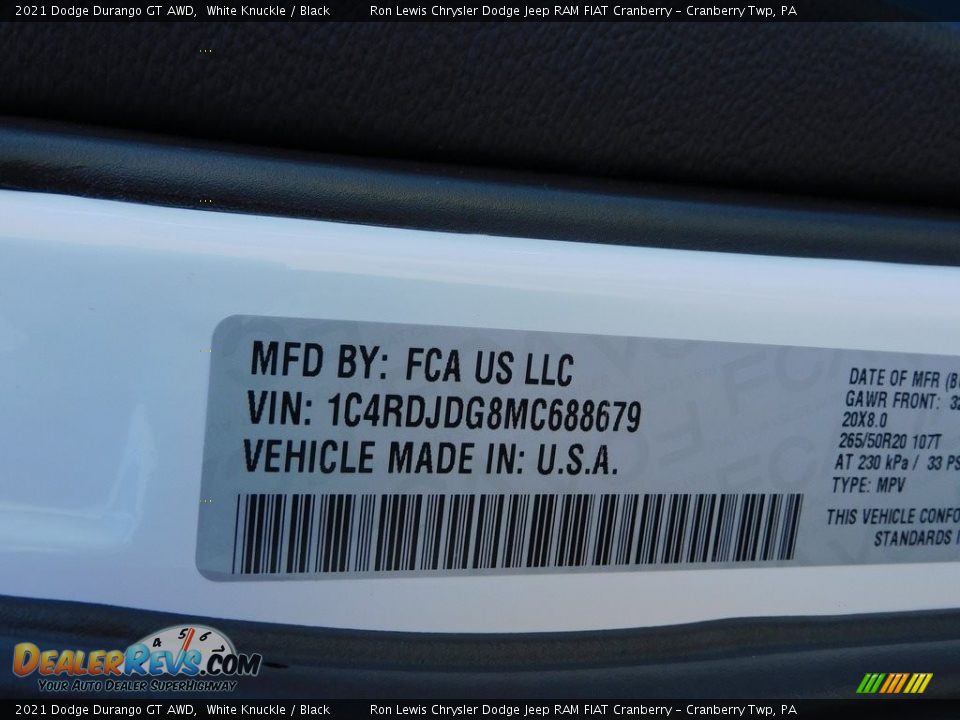 2021 Dodge Durango GT AWD, White Knuckle / Black Ron Lewis Chrysler Dodge Jeep RAM FIAT Cranberry - Cranberry Twp, PA
MFD BY: FCA US LLC
VIN: 1C4RDJDG8MC688679
VEHICLE MADE IN: U.S.A.
DATE OF MFR
GAWR FRONT:
20X8.0
265/50R20 107T
AT 230 kPa / 33
TYPE: MPV
THIS VEHICLE
STANDARDS
4 5 6
DEALERREVS.COM
YOUR AUTO DEALER SUPERHIGHWAY
2021 Dodge Durango GT AWD, White Knuckle / Black Ron Lewis Chrysler Dodge Jeep RAM FIAT Cranberry - Cranberry Twp, PA